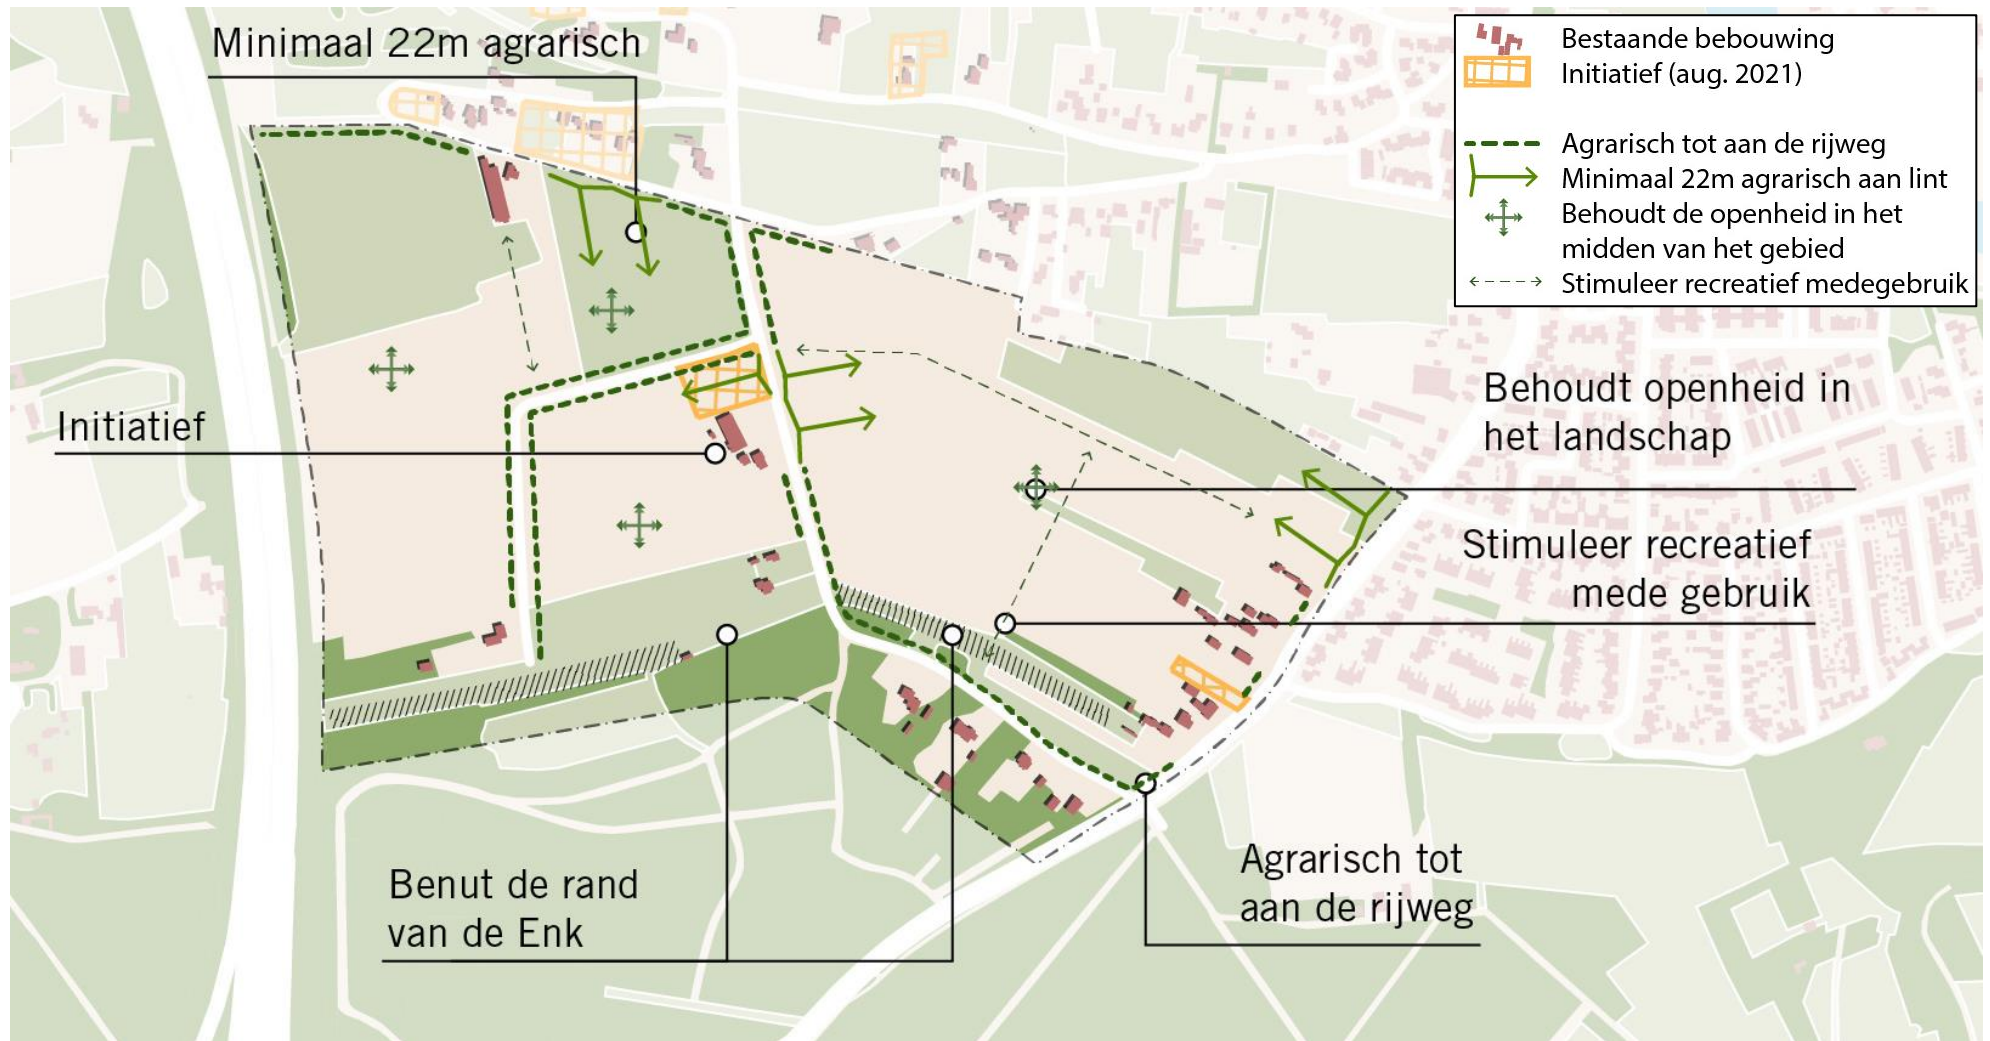 Minimaal 22m agrarisch
Bestaande bebouwing
Initiatief (aug. 2021)
Agrarisch tot aan de rijweg
Minimaal 22m agrarisch aan lint
Behoudt de openheid in het
midden van het gebied
Stimuleer recreatief medegebruik
Initiatief
Behoudt openheid in
het landschap
Stimuleer recreatief
mede gebruik
Benut de rand
van de Enk
Agrarisch tot
aan de rijweg